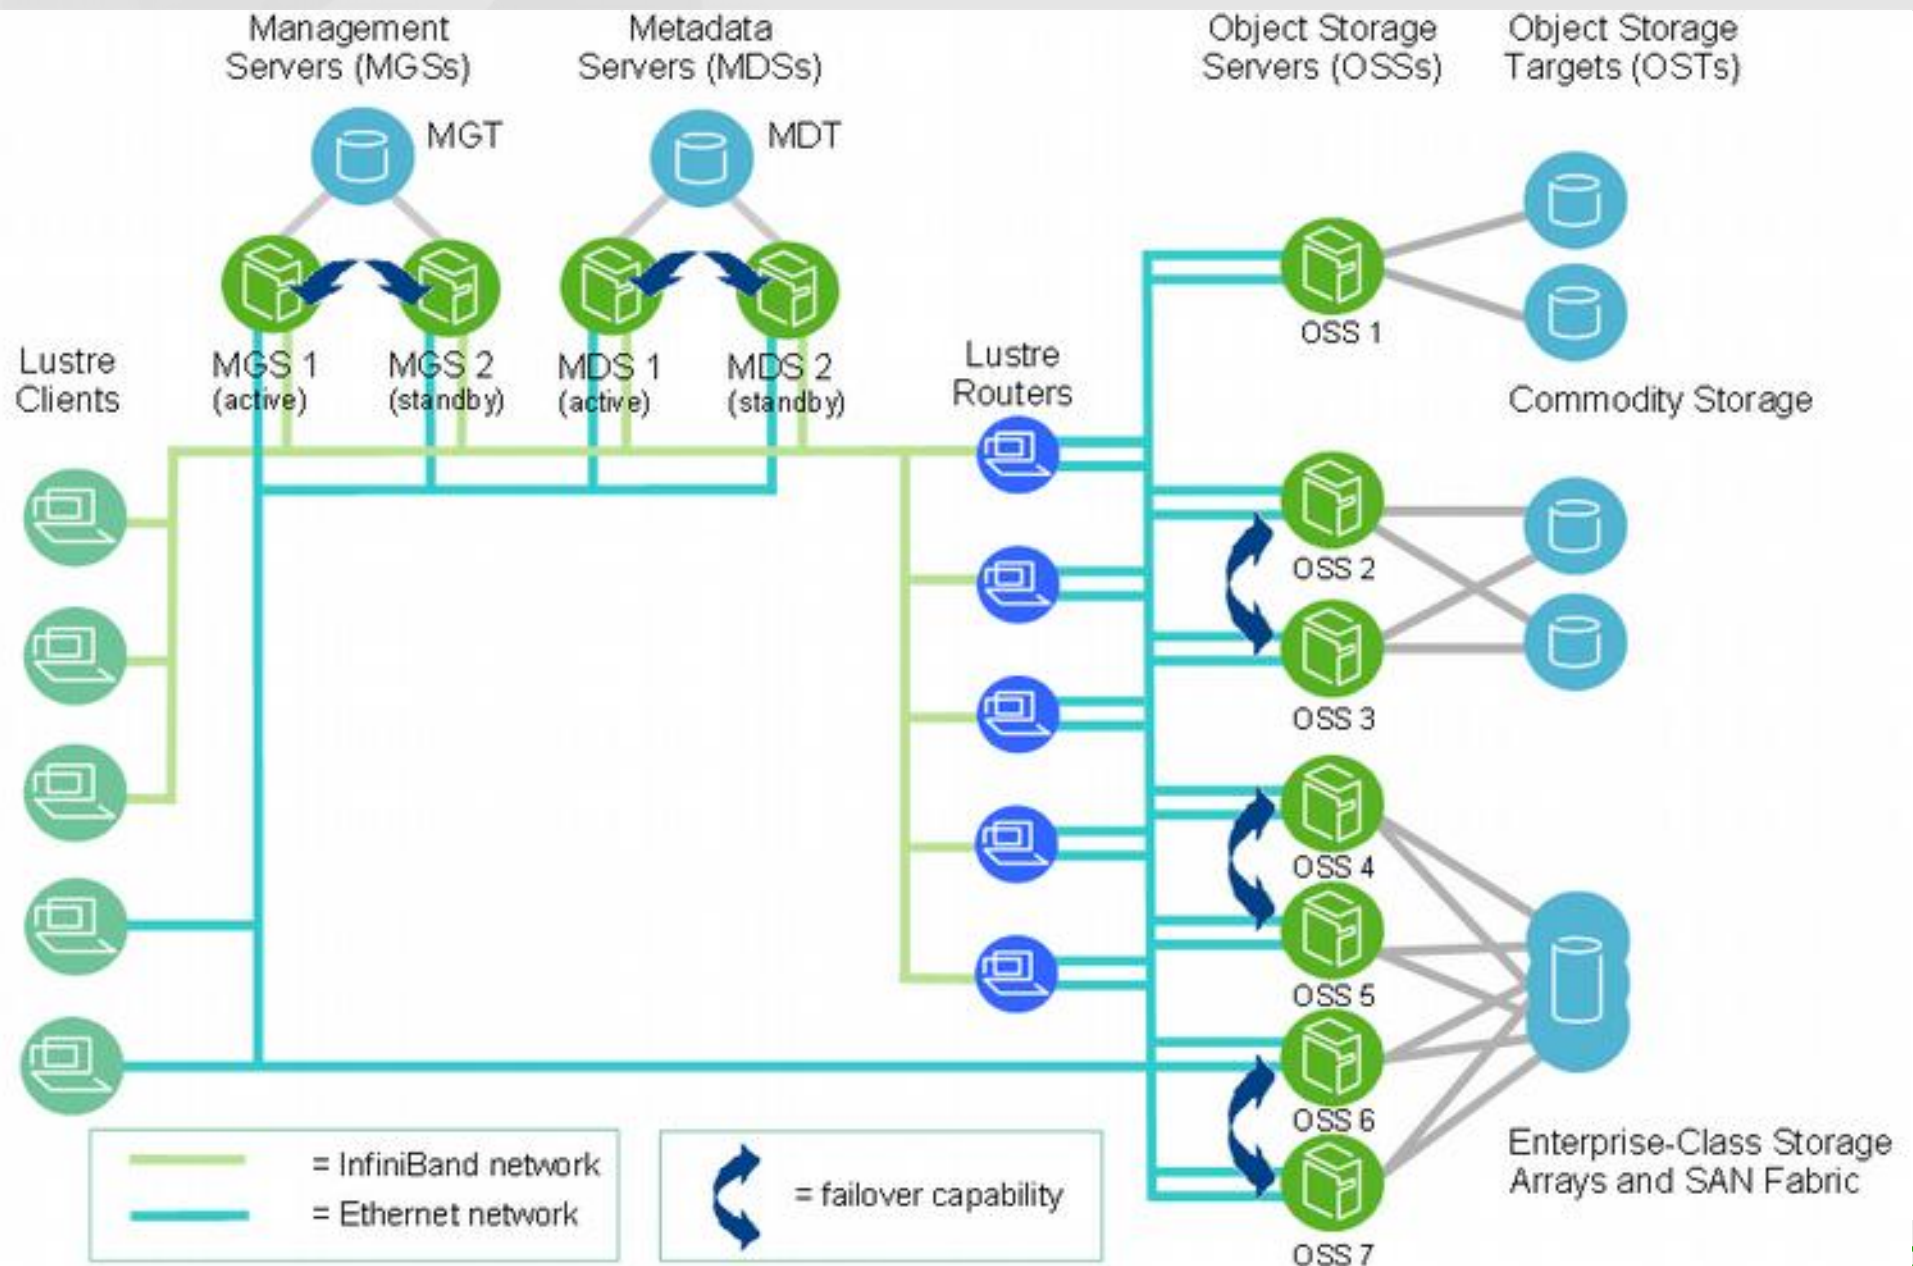 Management
Servers (MGSs)
Metadata
Servers (MDSs)
Object Storage
Servers (OSSs)
Object Storage
Targets (OSTs)
MGT
MDT
MGS 1
(active)
MGS 2
(standby)
MDS 1
(active)
MDS 2
(standby)
Lustre
Clients
Lustre
Routers
OSS 1
Commodity Storage
OSS 2
OSS 3
OSS 4
OSS 5
OSS 6
OSS 7
Enterprise-Class Storage
Arrays and SAN Fabric
= InfiniBand network
= Ethernet network
= failover capability